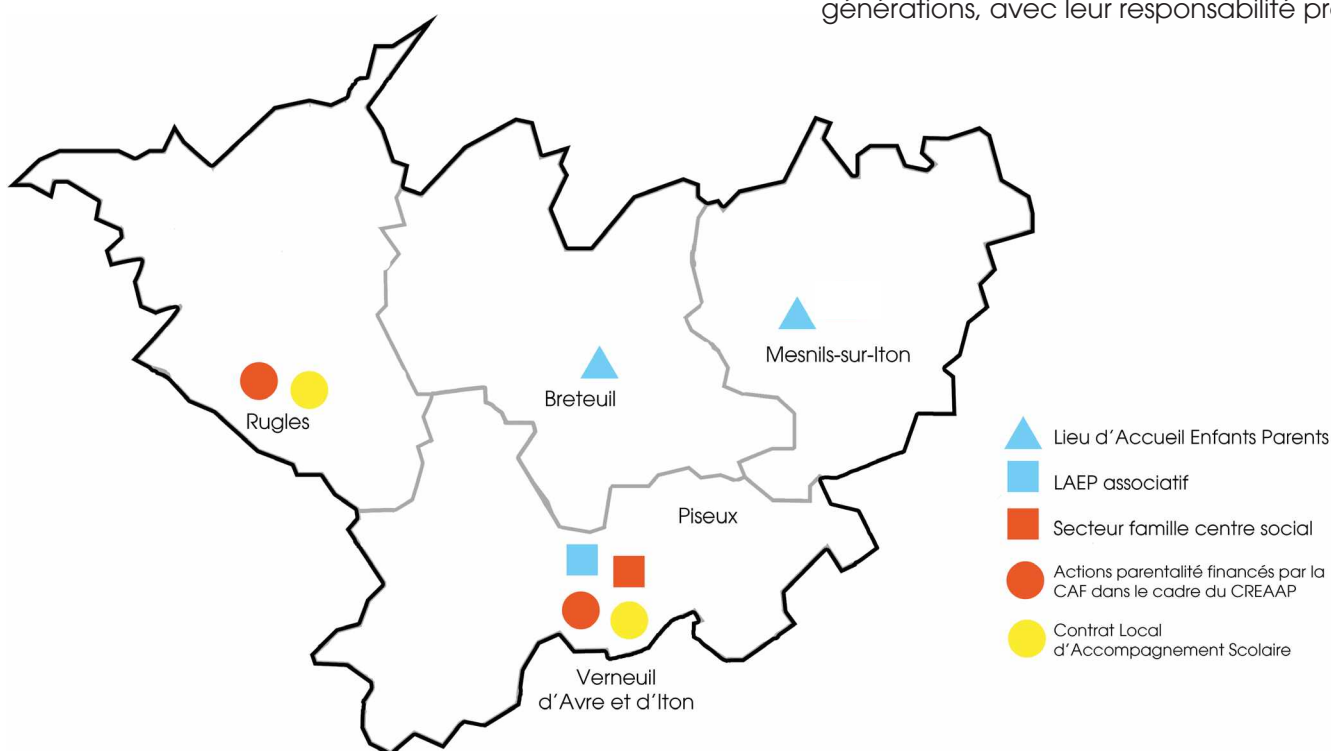 générations, avec leur responsabilité
Mesnils-sur-Iton
Breteuil
Rugles
Piseux
Verneuil
d'Avre et d'Iton
Lieu d'Accueil Enfants Parents
LAEP associatif
Secteur famille centre social
Actions parentalité financés par la
CAF dans le cadre du CREAAP
Contrat Local
d'Accompagnement Scolaire